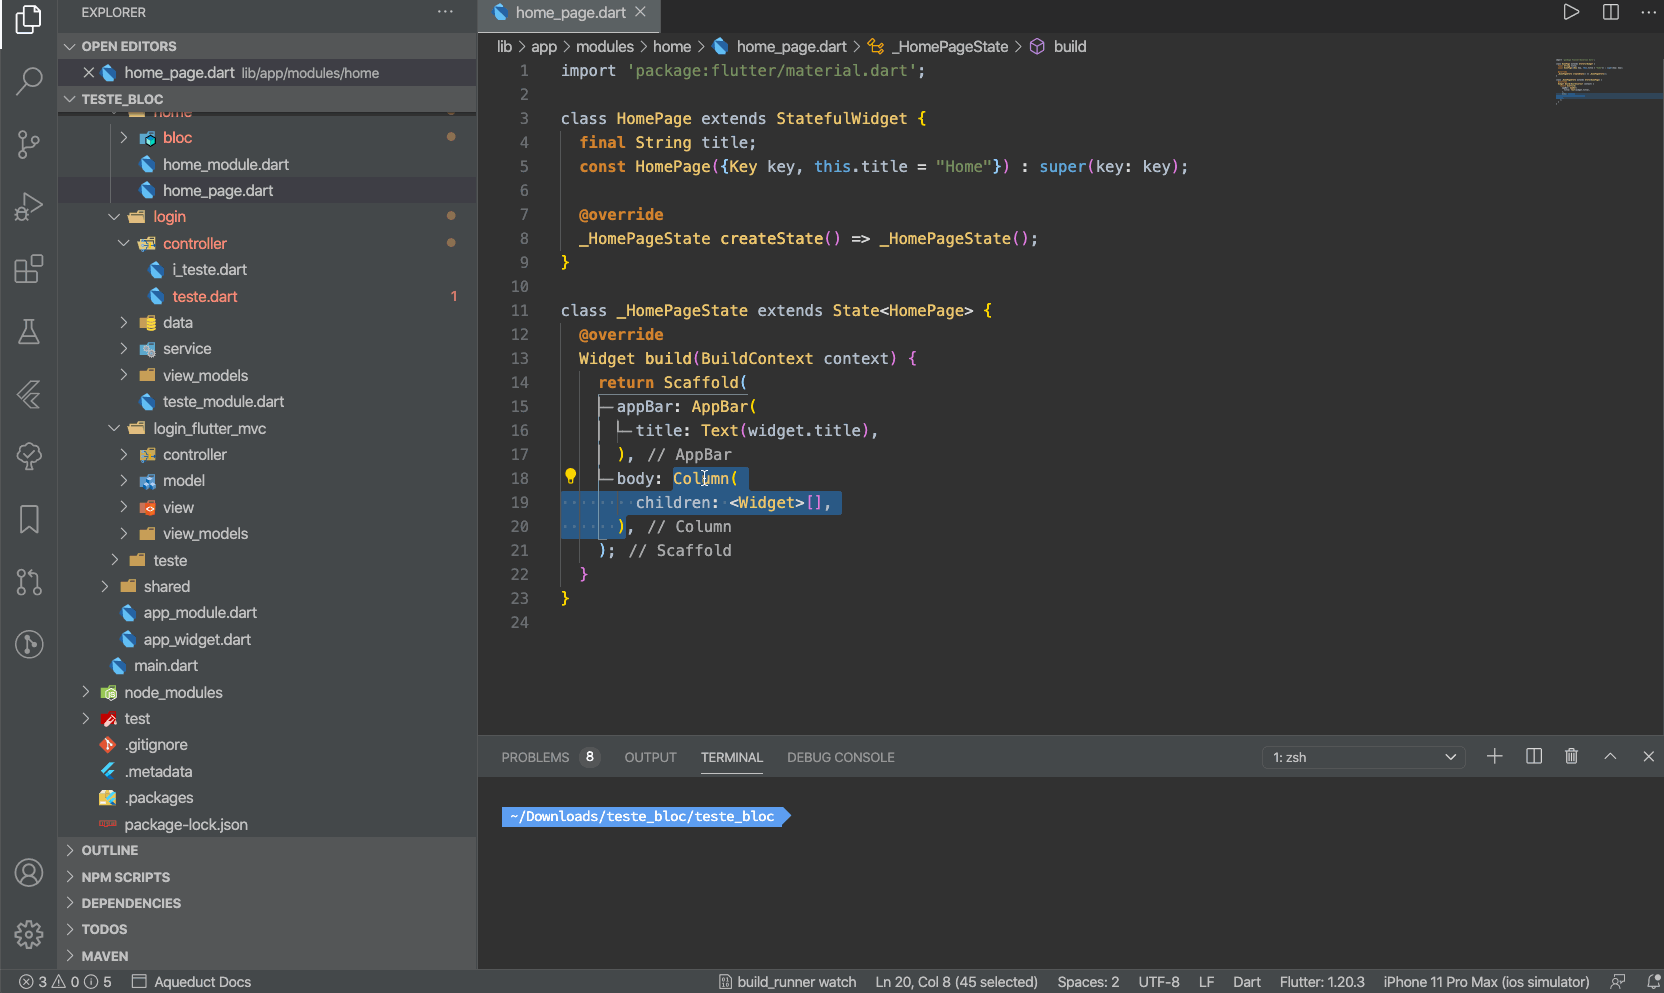 EXPLORER
OPEN EDITORS
home_page.dart lib/app/modules/home
TESTE_BLOC
home
bloc
home_module.dart
home_page.dart
login
controller
i_teste.dart
teste.dart 1
data
service
view_models
teste_module.dart
login_flutter_mvc
controller
model
view
view_models
teste
shared
app_module.dart
app_widget.dart
main.dart
node_modules
test
.gitignore
.metadata
.packages
package-lock.json
OUTLINE
NPM SCRIPTS
DEPENDENCIES
TODOS
MAVEN
home_page.dart
lib > app > modules > home > home_page.dart > _HomePageState > build
1 import 'package:flutter/material.dart';
2
3 class HomePage extends StatefulWidget {
4 final String title;
5 const HomePage({Key key, this.title = "Home"}) : super(key: key);
6
7 @override
8 _HomePageState createState() => _HomePageState();
9 }
10
11 class _HomePageState extends State<HomePage> {
12 @override
13 Widget build(BuildContext context) {
14 return Scaffold(
15 appBar: AppBar(
16 title: Text(widget.title),
17 ), // AppBar
18 body: Column(
19 children: <Widget>[],
20 ), // Column
21 ); // Scaffold
22 }
23 }
24
PROBLEMS 8 OUTPUT TERMINAL DEBUG CONSOLE 1: zsh
~/Downloads/teste_bloc/teste_bloc
3 0 5 Aqueduct Docs build_runner watch Ln 20, Col 8 (45 selected) Spaces: 2 UTF-8 LF Dart Flutter: 1.20.3 iPhone 11 Pro Max (ios simulator)